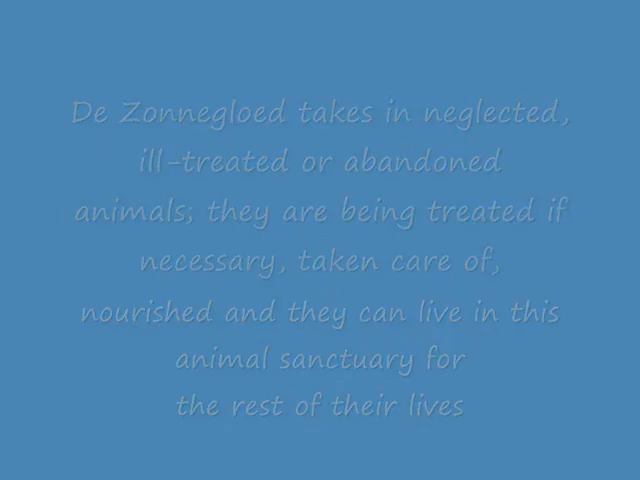 De Zonnegloed takes in neglected,
ill-treated or abandoned
animals; they are being treated if
necessary, taken care of,
nourished and they can live in this
animal sanctuary for
the rest of their lives